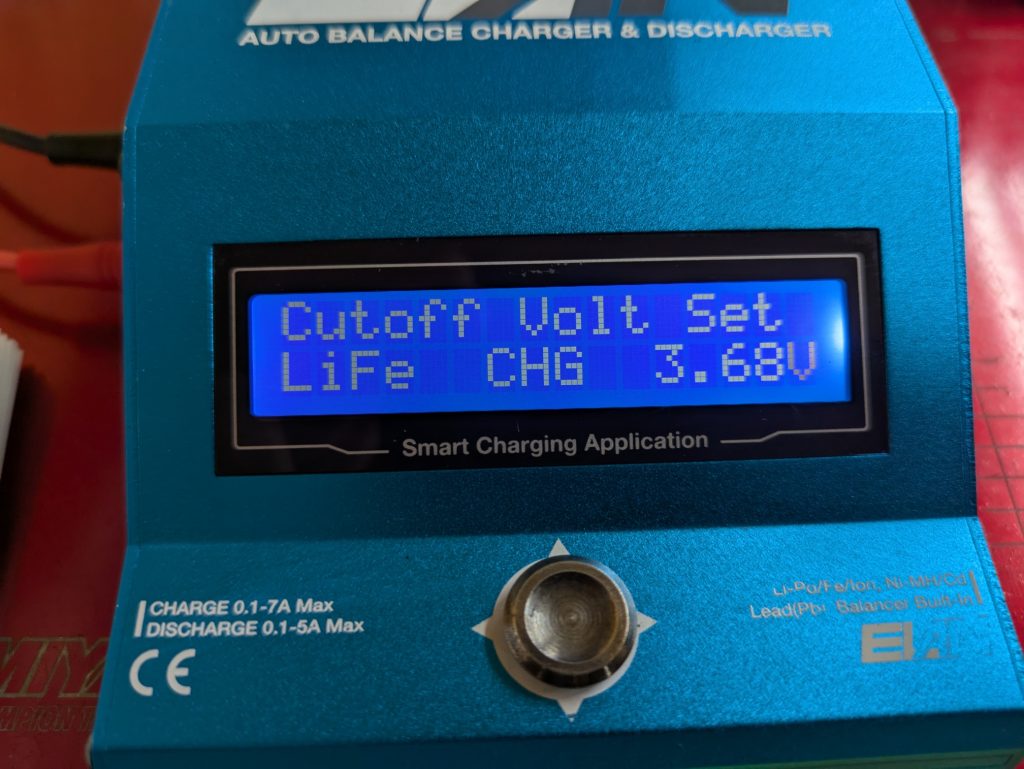 AUTO BALANCE CHARGER & DISCHARGER
Cutoff Volt Set
LiFe CHG 3.68V
Smart Charging Application
CHARGE 0.1-7A Max
DISCHARGE 0.1-5A Max
CE
Li-Po/Fe/Ion, Ni-MH/Cd
Lead(Pb), Balancer Built-In